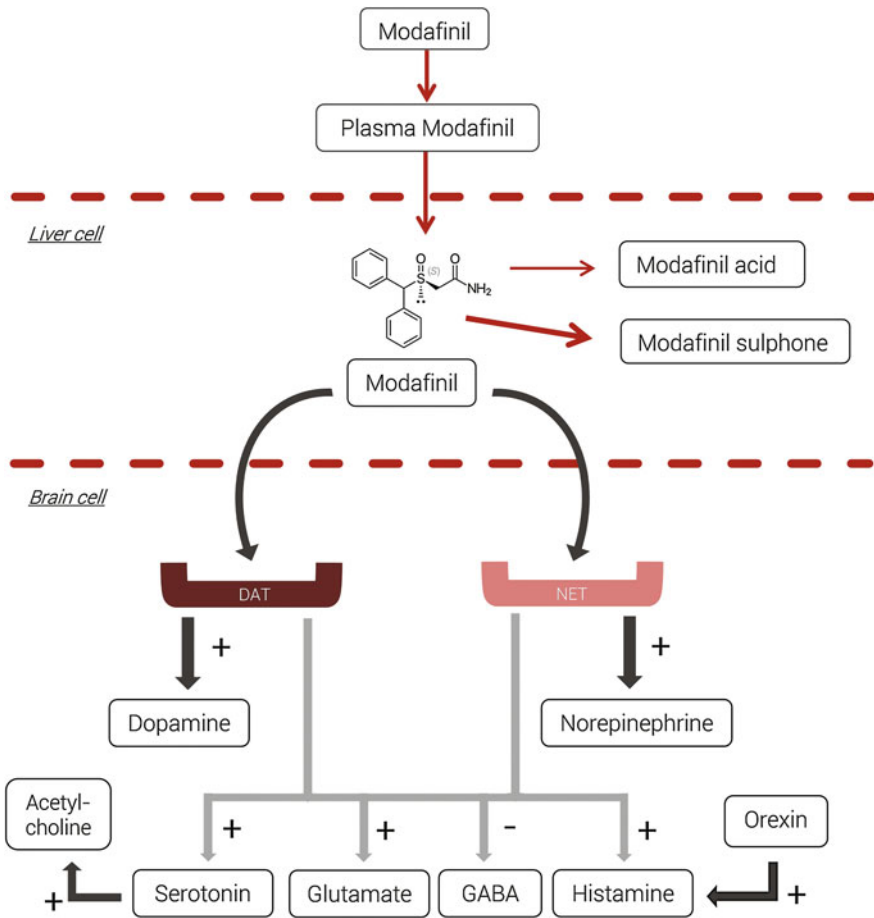 Modafinil
Plasma Modafinil
Liver cell
O
S
(S)
O
NH2
Modafinil acid
Modafinil sulphone
Modafinil
Brain cell
DAT
NET
+
+
Dopamine
Norepinephrine
Acetyl-
choline
+
+
-
+
Orexin
+
Serotonin
Glutamate
GABA
Histamine
+